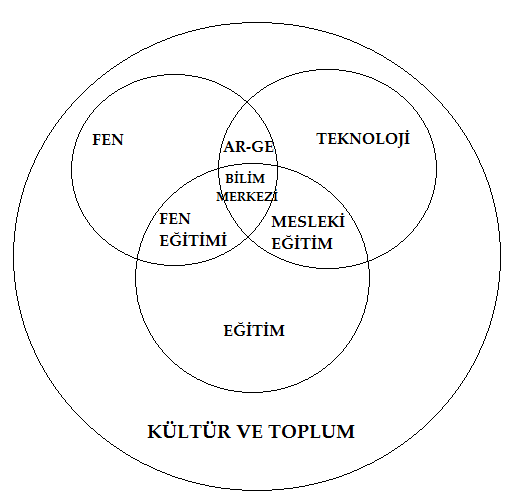 FEN
TEKNOLOJİ
AR-GE
BİLİM
MERKEZİ
FEN
EĞİTİMİ
MESLEKİ
EĞİTİM
EĞİTİM
KÜLTÜR VE TOPLUM